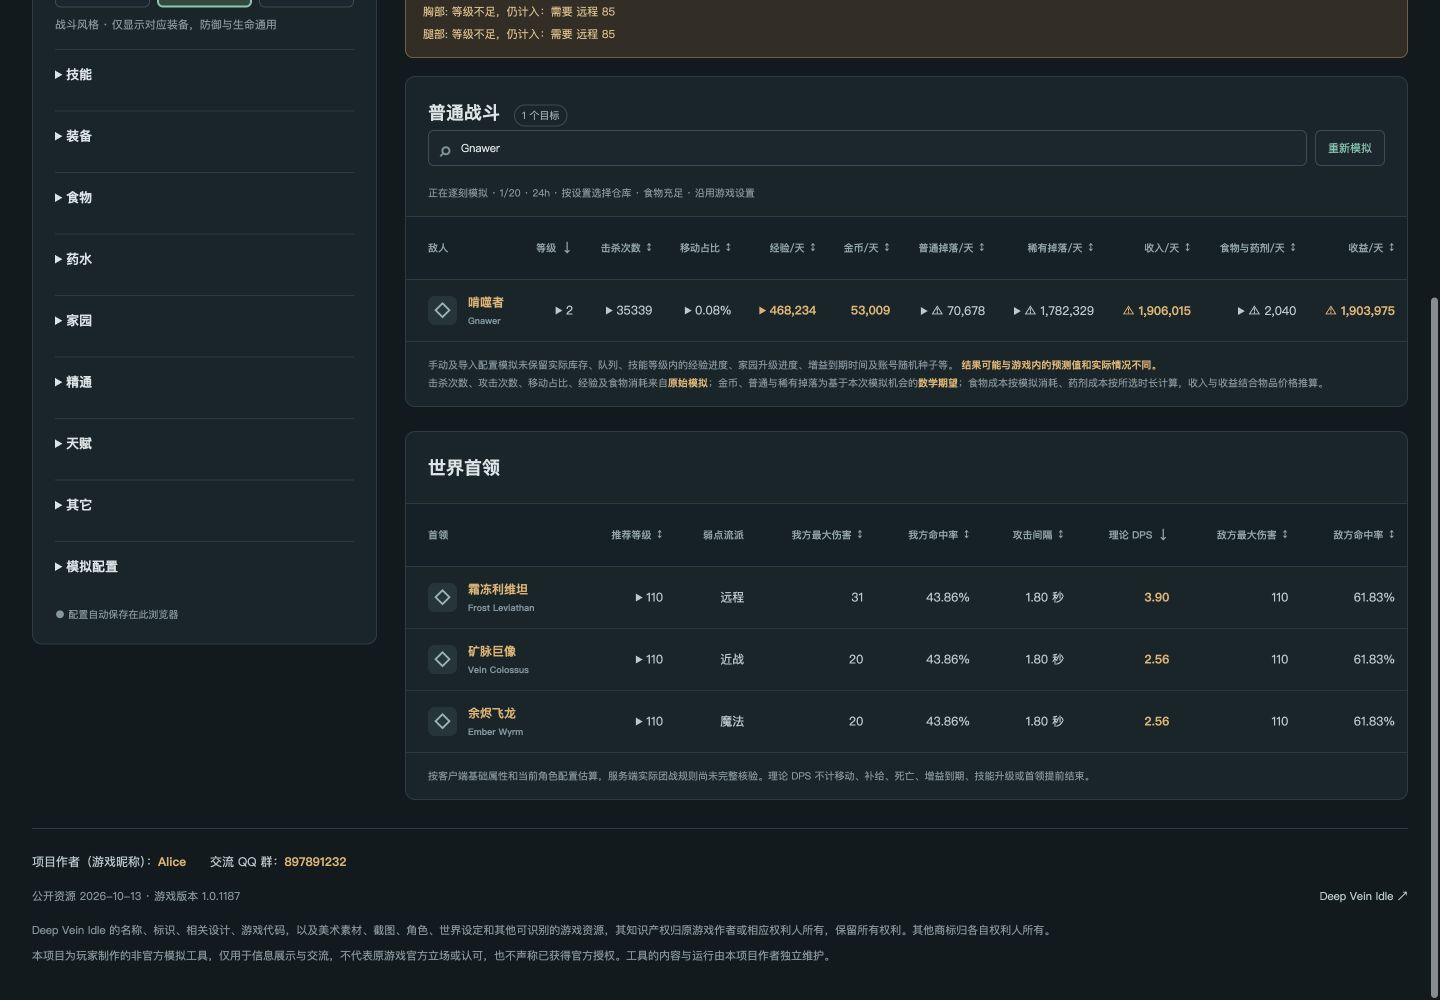 战斗风格 · 仅显示对应装备，防御与生命通用
▶ 技能
▶ 装备
▶ 食物
▶ 药水
▶ 家园
▶ 精通
▶ 天赋
▶ 其它
▶ 模拟配置
● 配置自动保存在此浏览器
胸部: 等级不足，仍计入：需要 远程 85
腿部: 等级不足，仍计入：需要 远程 85
普通战斗 1 个目标
Gnawer 重新模拟
正在逐刻模拟 · 1/20 · 24h · 按设置选择仓库 · 食物充足 · 沿用游戏设置
敌人 等级 ↓ 击杀次数 ↕ 移动占比 ↕ 经验/天 ↕ 金币/天 ↕ 普通掉落/天 ↕ 稀有掉落/天 ↕ 收入/天 ↕ 食物与药剂/天 ↕ 收益/天 ↕
啃噬者 ▶ 2 ▶ 35339 ▶ 0.08% ▶ 468,234 53,009 ▶ ⚠ 70,678 ▶ ⚠ 1,782,329 ⚠ 1,906,015 ▶ ⚠ 2,040 ⚠ 1,903,975
Gnawer
手动及导入配置模拟未保留实际库存、队列、技能等级内的经验进度、家园升级进度、增益到期时间及账号随机种子等。 结果可能与游戏内的预测值和实际情况不同。
击杀次数、攻击次数、移动占比、经验及食物消耗来自原始模拟；金币、普通与稀有掉落为基于本次模拟机会的数学期望；食物成本按模拟消耗、药剂成本按所选时长计算，收入与收益结合物品价格推算。
世界首领
首领 推荐等级 ↕ 弱点流派 我方最大伤害 ↕ 我方命中率 ↕ 攻击间隔 ↕ 理论 DPS ↓ 敌方最大伤害 ↕ 敌方命中率 ↕
霜冻利维坦 ▶ 110 远程 31 43.86% 1.80 秒 3.90 110 61.83%
Frost Leviathan
矿脉巨像 ▶ 110 近战 20 43.86% 1.80 秒 2.56 110 61.83%
Vein Colossus
余烬飞龙 ▶ 110 魔法 20 43.86% 1.80 秒 2.56 110 61.83%
Ember Wyrm
按客户端基础属性和当前角色配置估算，服务端实际团战规则尚未完整核验。理论 DPS 不计移动、补给、死亡、增益到期、技能升级或首领提前结束。
项目作者（游戏昵称）：Alice 交流 QQ 群：897891232
公开资源 2026-10-13 · 游戏版本 1.0.1187 Deep Vein Idle ↗
Deep Vein Idle 的名称、标识、相关设计、游戏代码，以及美术素材、截图、角色、世界设定和其他可识别的游戏资源，其知识产权归原游戏作者或相应权利人所有，保留所有权利。其他商标归各自权利人所有。
本项目为玩家制作的非官方模拟工具，仅用于信息展示与交流，不代表原游戏官方立场或认可，也不声称已获得官方授权。工具的内容与运行由本项目作者独立维护。